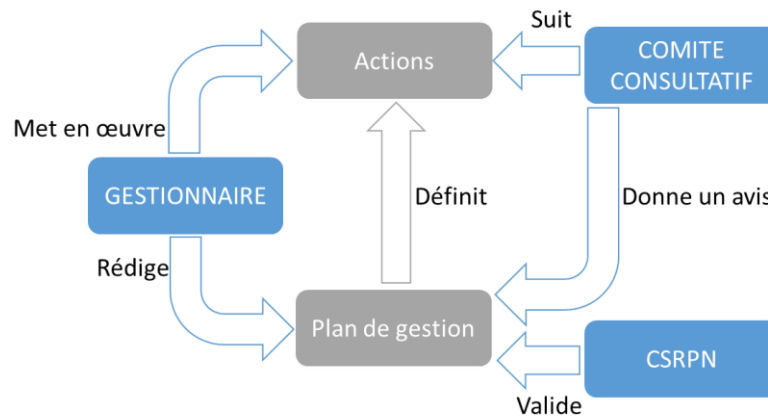 Suit
Actions
COMITE
CONSULTATIF
Met en œuvre
GESTIONNAIRE
Définit
Donne un avis
Rédige
Plan de gestion
CSRPN
Valide